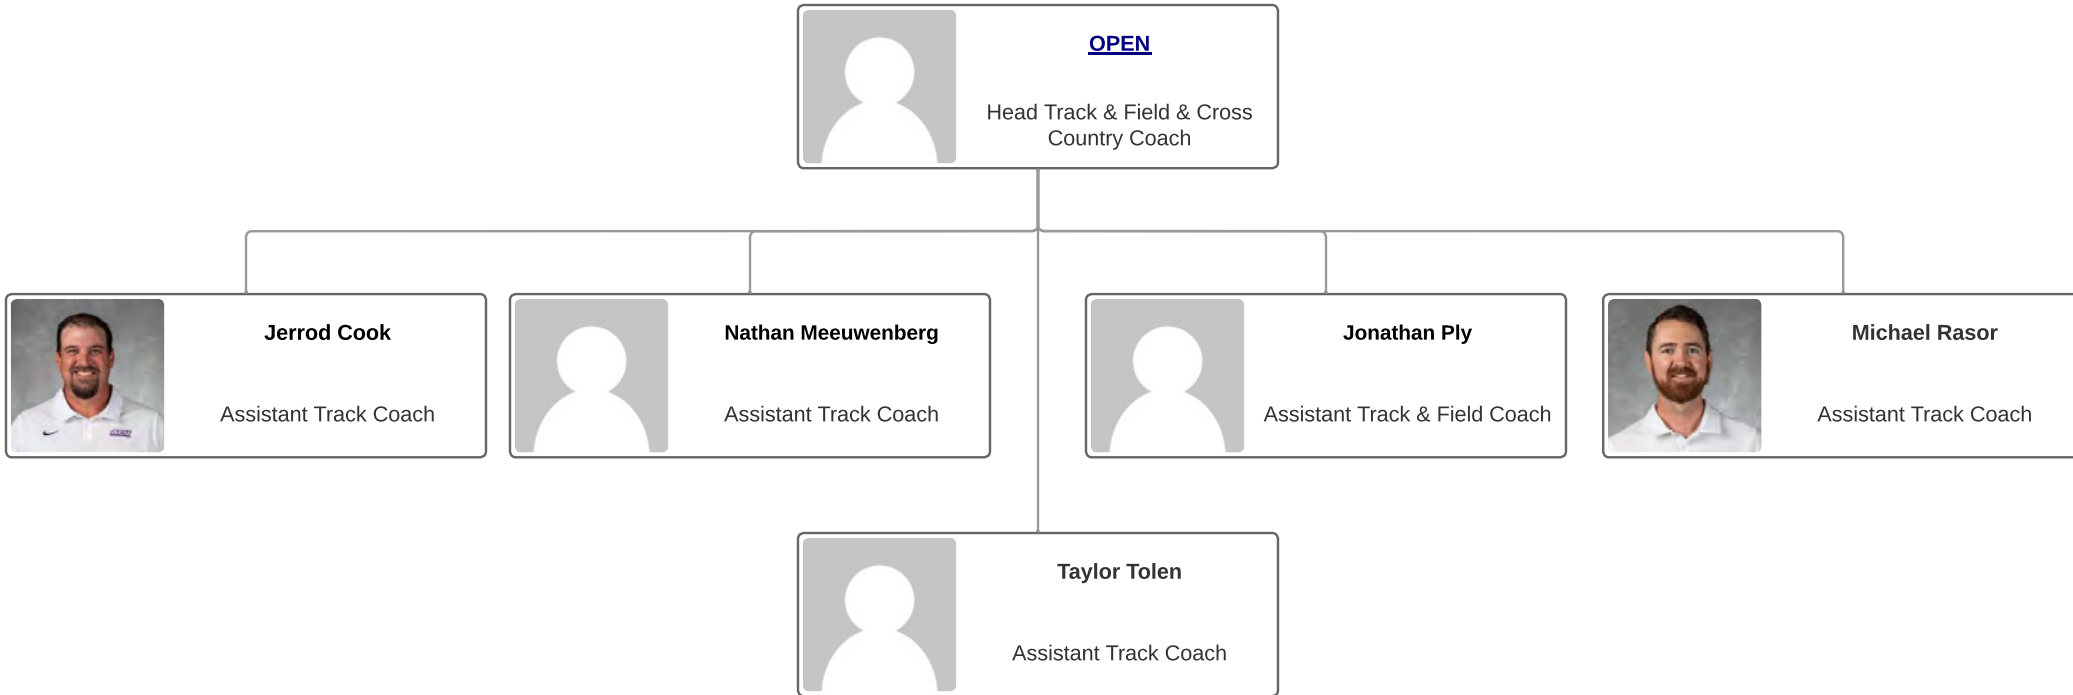 OPEN
Head Track & Field & Cross
Country Coach
Jerrod Cook
Assistant Track Coach
Nathan Meeuwenberg
Assistant Track Coach
Jonathan Ply
Assistant Track & Field Coach
Michael Rasor
Assistant Track Coach
Taylor Tolen
Assistant Track Coach